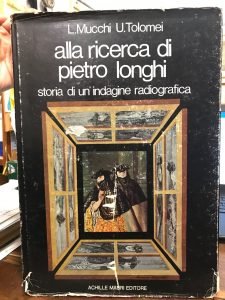 L. Mucchi U. Tolomei
alla ricerca di
pietro longhi
storia di un'indagine radiografica
ACHILLE MAURI EDITORE